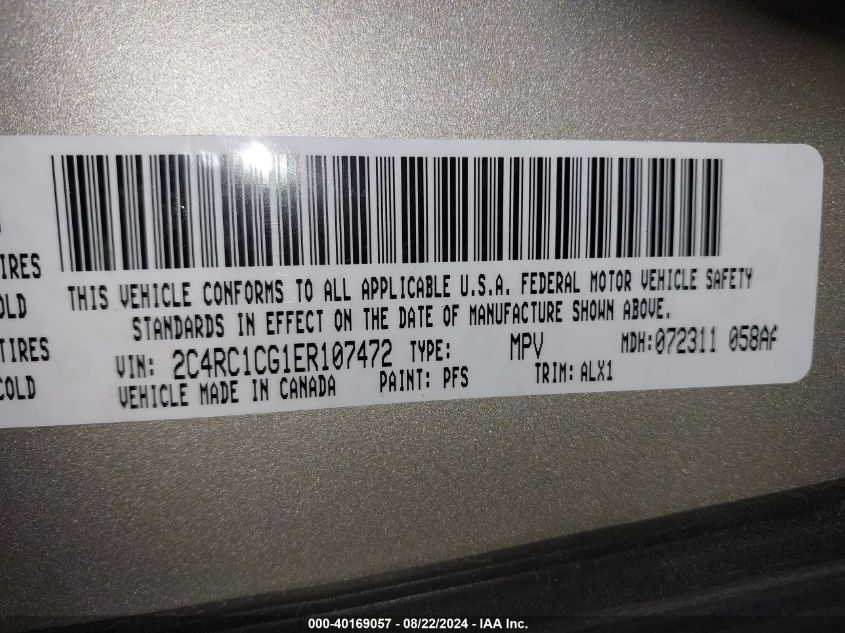 TIRES
THIS VEHICLE CONFORMS TO ALL APPLICABLE U.S.A. FEDERAL MOTOR VEHICLE SAFETY
STANDARDS IN EFFECT ON THE DATE OF MANUFACTURE SHOWN ABOVE.
TIRES
VIN: 2C4RC1CG1ER107472 TYPE: MPV MDH:072311 058AF
COLD
VEHICLE MADE IN CANADA PAINT: PFS TRIM: ALX1
000-40169057 - 08/22/2024 - IAA Inc.